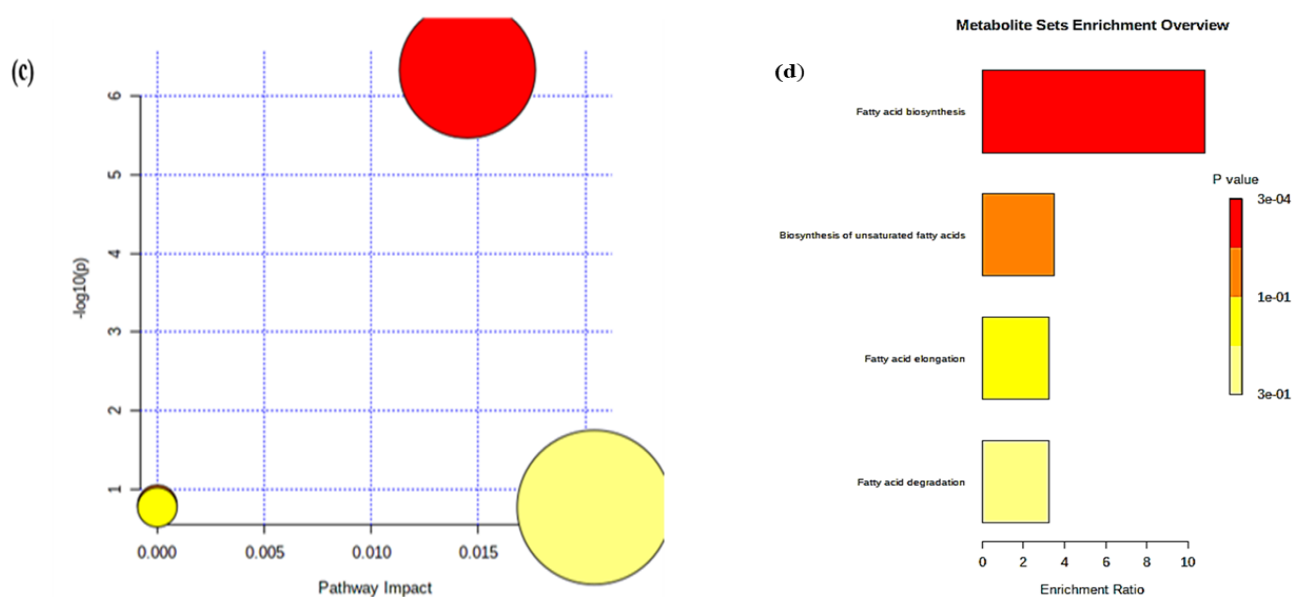 (c)
6
5
4
3
2
1
-log10(p)
0.000 0.005 0.010 0.015
Pathway Impact
Metabolite Sets Enrichment Overview
(d)
Fatty acid biosynthesis
Biosynthesis of unsaturated fatty acids
Fatty acid elongation
Fatty acid degradation
P value
3e-04
1e-01
3e-01
0 2 4 6 8 10
Enrichment Ratio